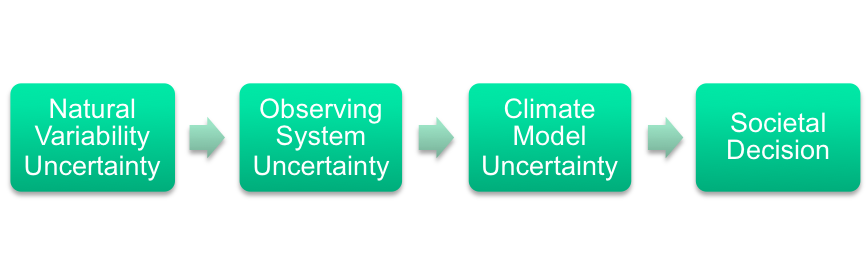 Natural
Variability
Uncertainty
Observing
System
Uncertainty
Climate
Model
Uncertainty
Societal
Decision